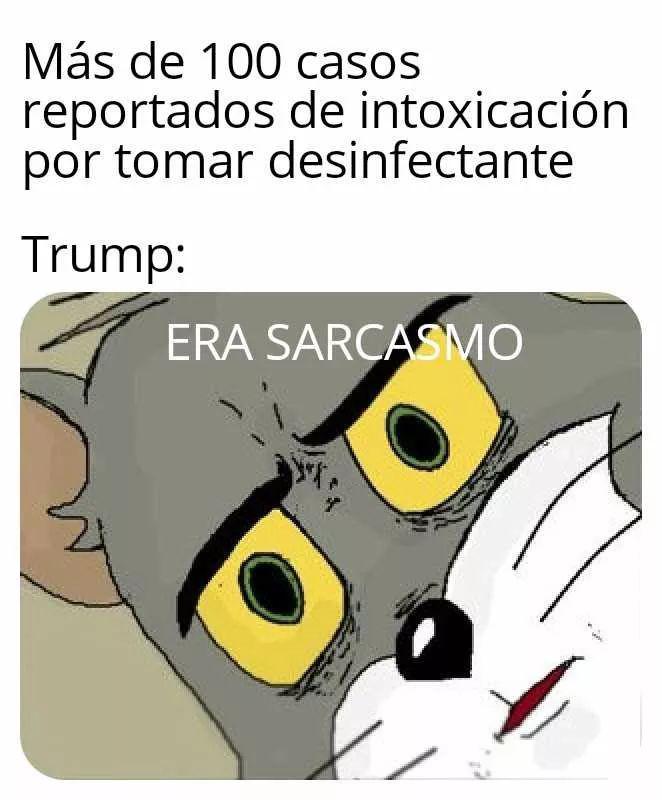 Más de 100 casos
reportados de intoxicación
por tomar desinfectante
Trump:
ERA SARCASMO